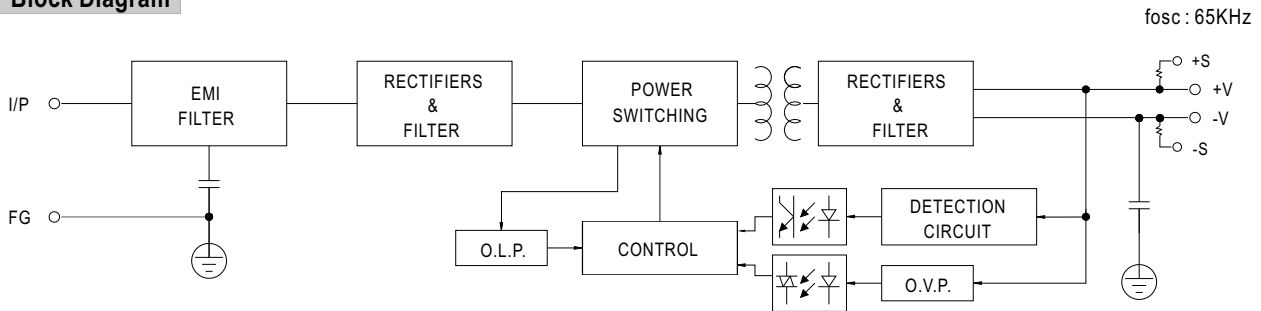 Block Diagram
fosc : 65KHz
I/P
EMI
FILTER
RECTIFIERS
&
FILTER
POWER
SWITCHING
RECTIFIERS
&
FILTER
+S
+V
-V
-S
FG
O.L.P.
CONTROL
DETECTION
CIRCUIT
O.V.P.